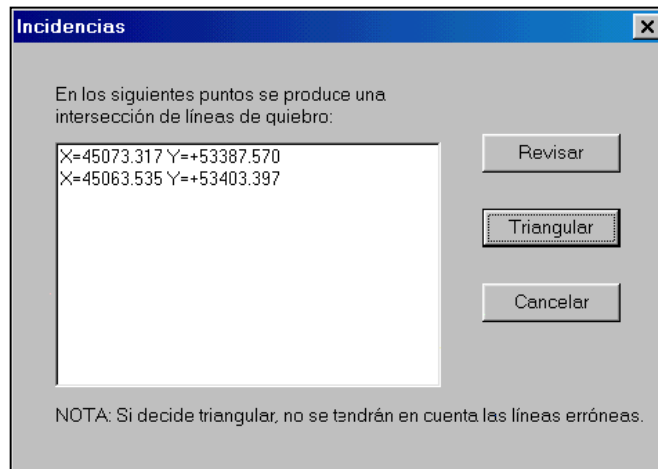 Incidencias
En los siguientes puntos se produce una
intersección de líneas de quiebro:
X=45073.317 Y=+53387.570
X=45063.535 Y=+53403.397
Revisar
Triangular
Cancelar
NOTA: Si decide triangular, no se tendrán en cuenta las líneas erróneas.